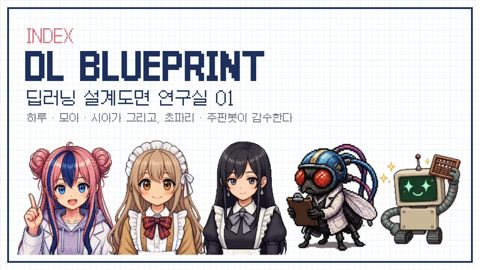 INDEX
DL BLUEPRINT
딥러닝 설계도면 연구실 01
하루 · 모아 · 시아가 그리고, 초파리 · 주판봇이 감수한다